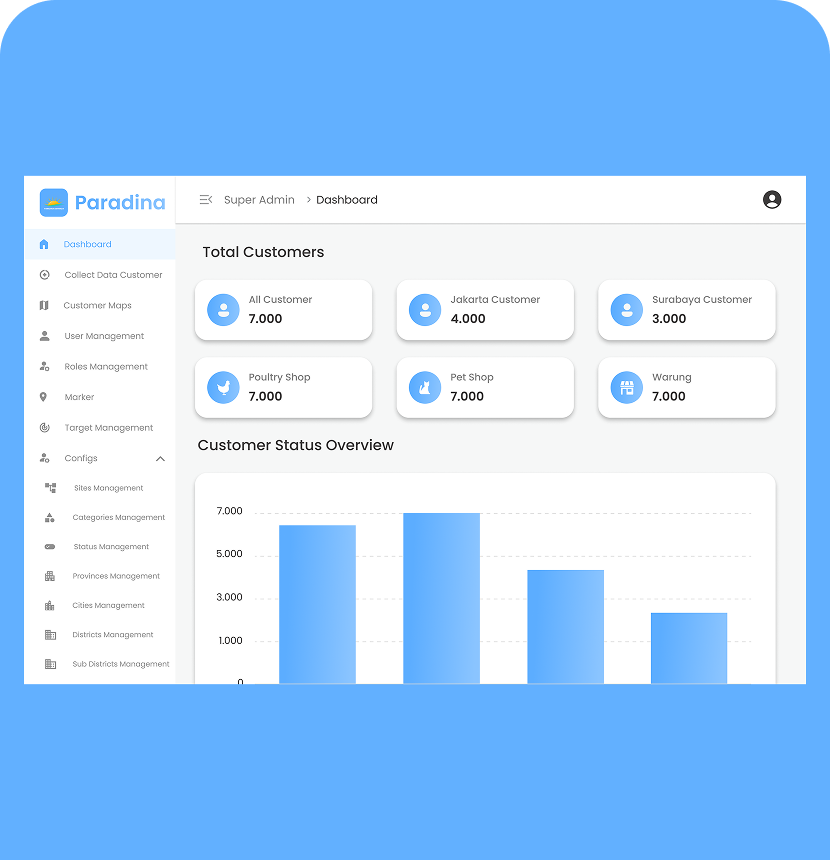 Paradina
Super Admin > Dashboard
Dashboard
Collect Data Customer
Customer Maps
User Management
Roles Management
Marker
Target Management
Configs
Sites Management
Categories Management
Status Management
Provinces Management
Cities Management
Districts Management
Sub Districts Management
Total Customers
All Customer
7.000
Jakarta Customer
4.000
Surabaya Customer
3.000
Poultry Shop
7.000
Pet Shop
7.000
Warung
7.000
Customer Status Overview
7.000
5.000
3.000
1.000
0